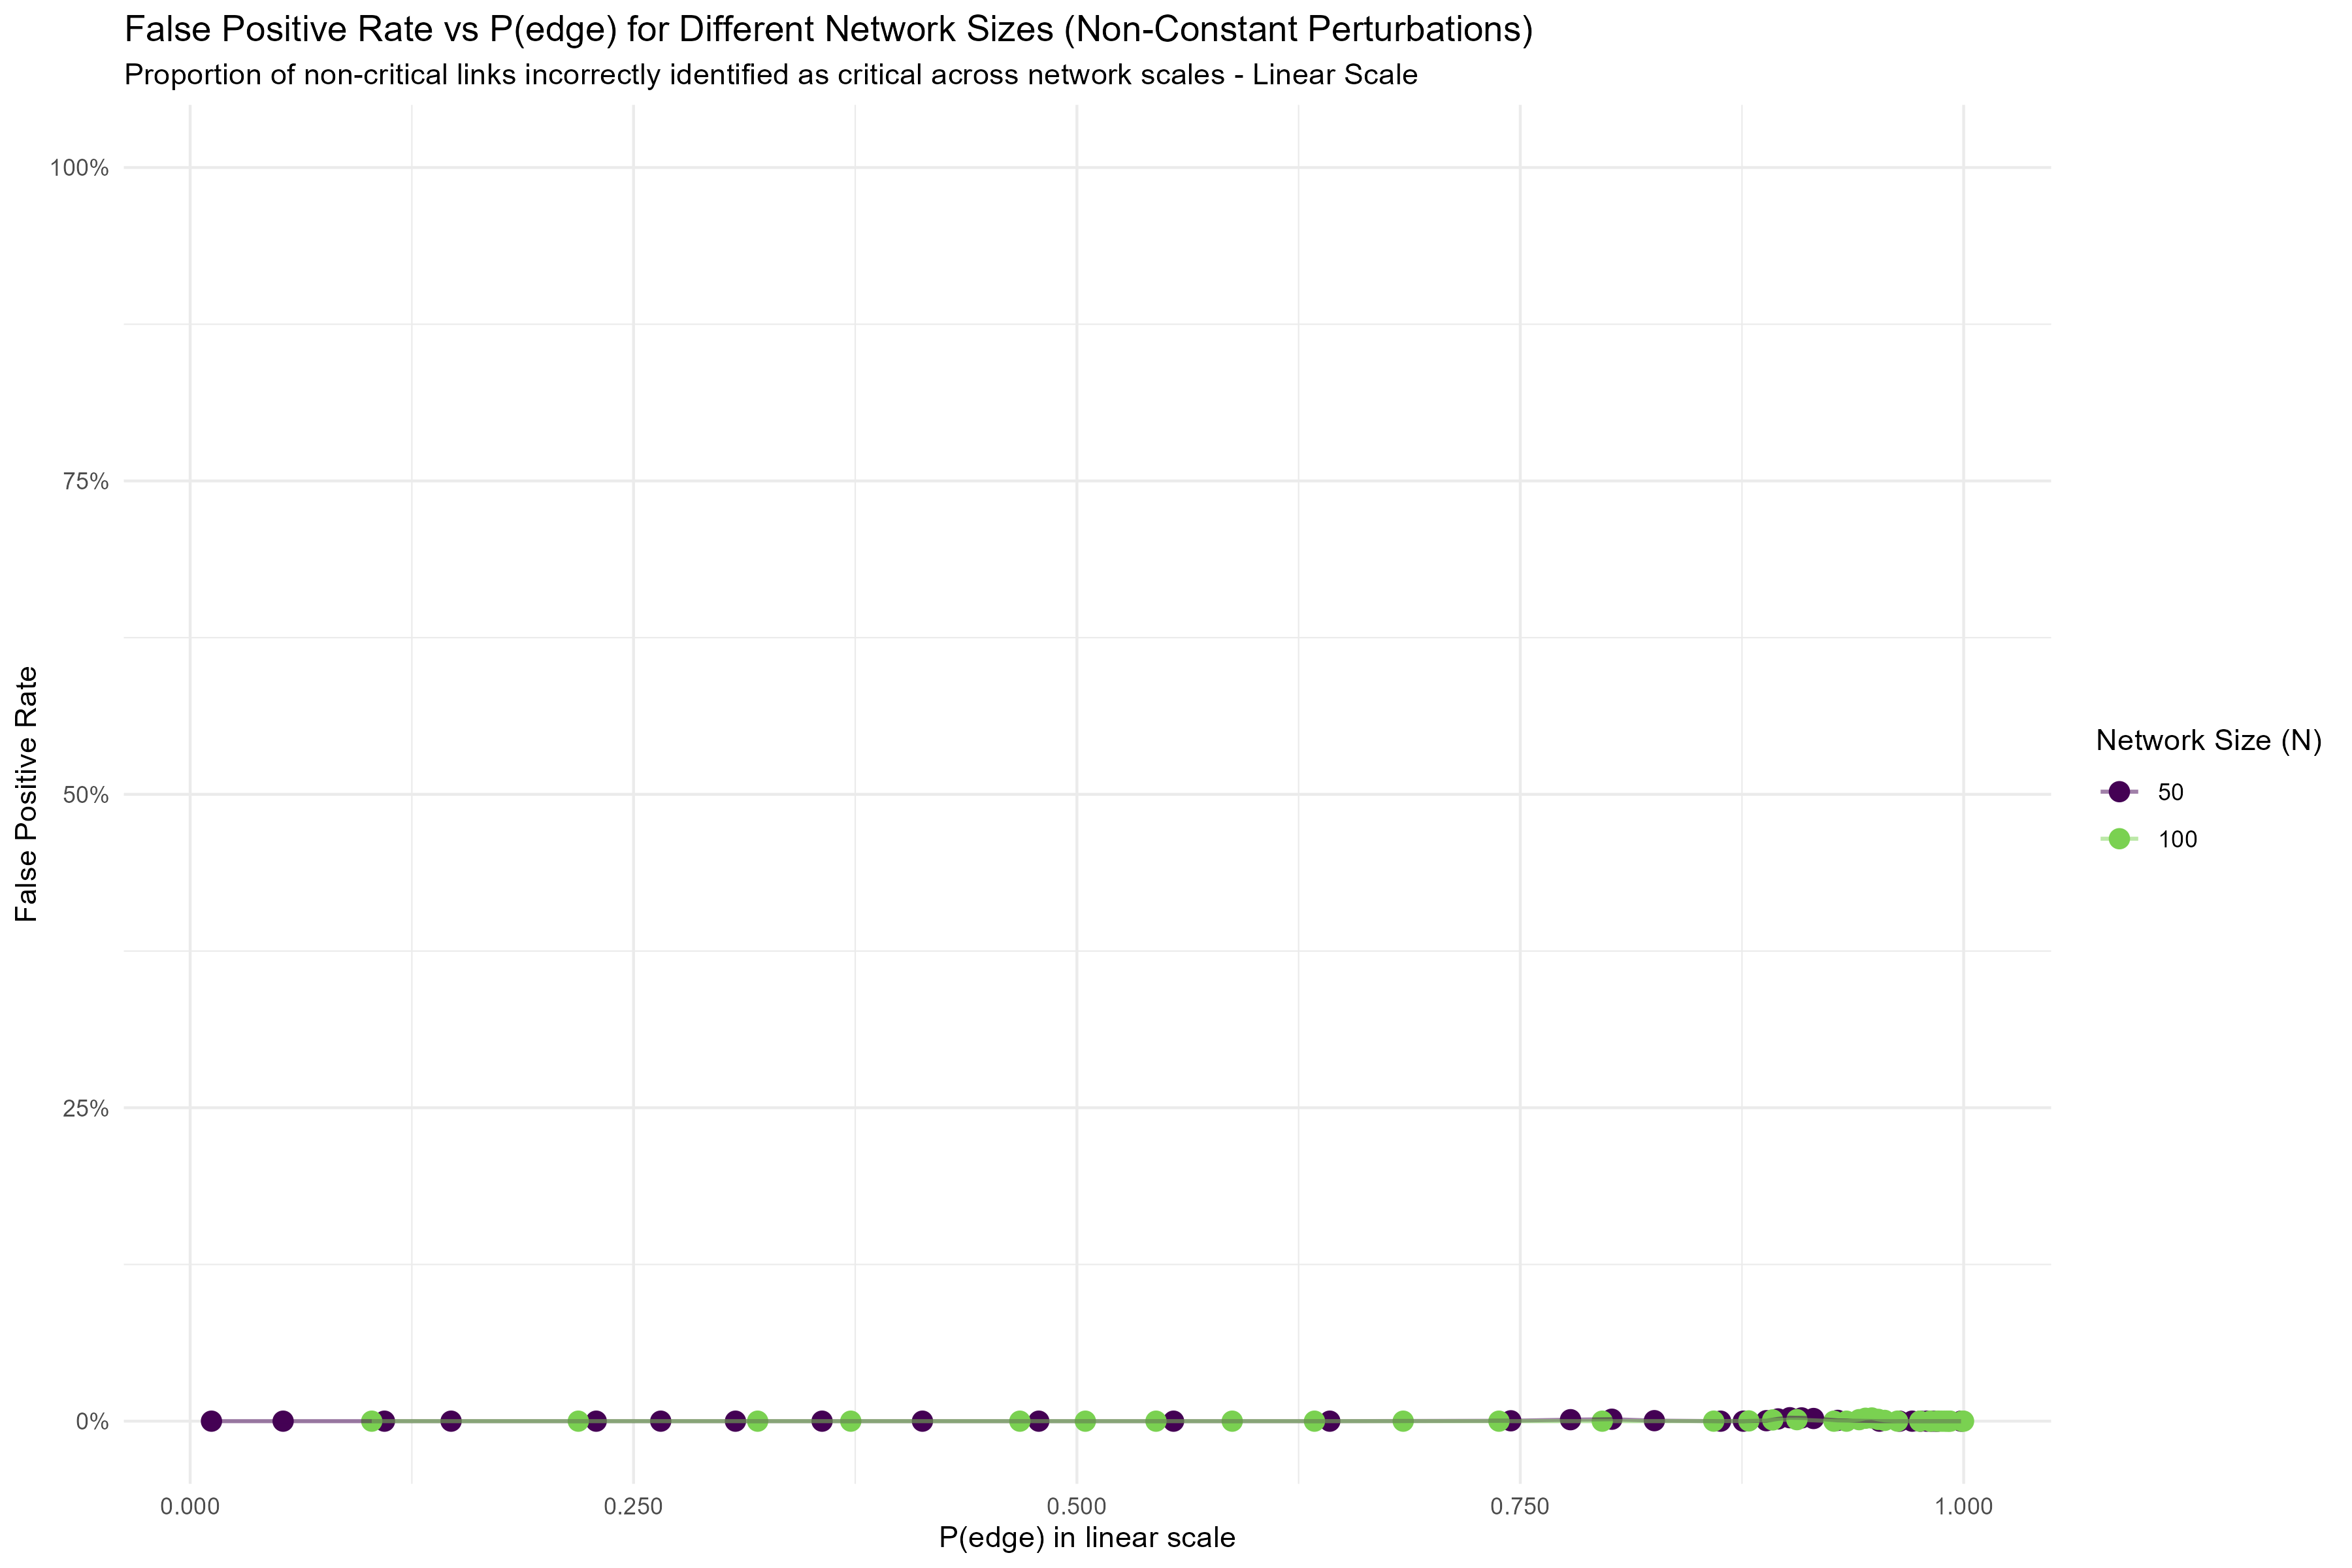 False Positive Rate vs P(edge) for Different Network Sizes (Non-Constant Perturbations)
Proportion of non-critical links incorrectly identified as critical across network scales - Linear Scale
100%
75%
50%
25%
0%
False Positive Rate
0.000
0.250
0.500
0.750
1.000
P(edge) in linear scale
Network Size (N)
50
100